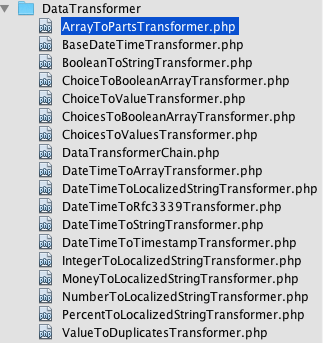 DataTransformer
ArrayToPartsTransformer.php
BaseDateTimeTransformer.php
BooleanToStringTransformer.php
ChoiceToBooleanArrayTransformer.php
ChoiceToValueTransformer.php
ChoicesToBooleanArrayTransformer.php
ChoicesToValuesTransformer.php
DataTransformerChain.php
DateTimeToArrayTransformer.php
DateTimeToLocalizedStringTransformer.php
DateTimeToRfc3339Transformer.php
DateTimeToStringTransformer.php
DateTimeToTimestampTransformer.php
IntegerToLocalizedStringTransformer.php
MoneyToLocalizedStringTransformer.php
NumberToLocalizedStringTransformer.php
PercentToLocalizedStringTransformer.php
ValueToDuplicatesTransformer.php